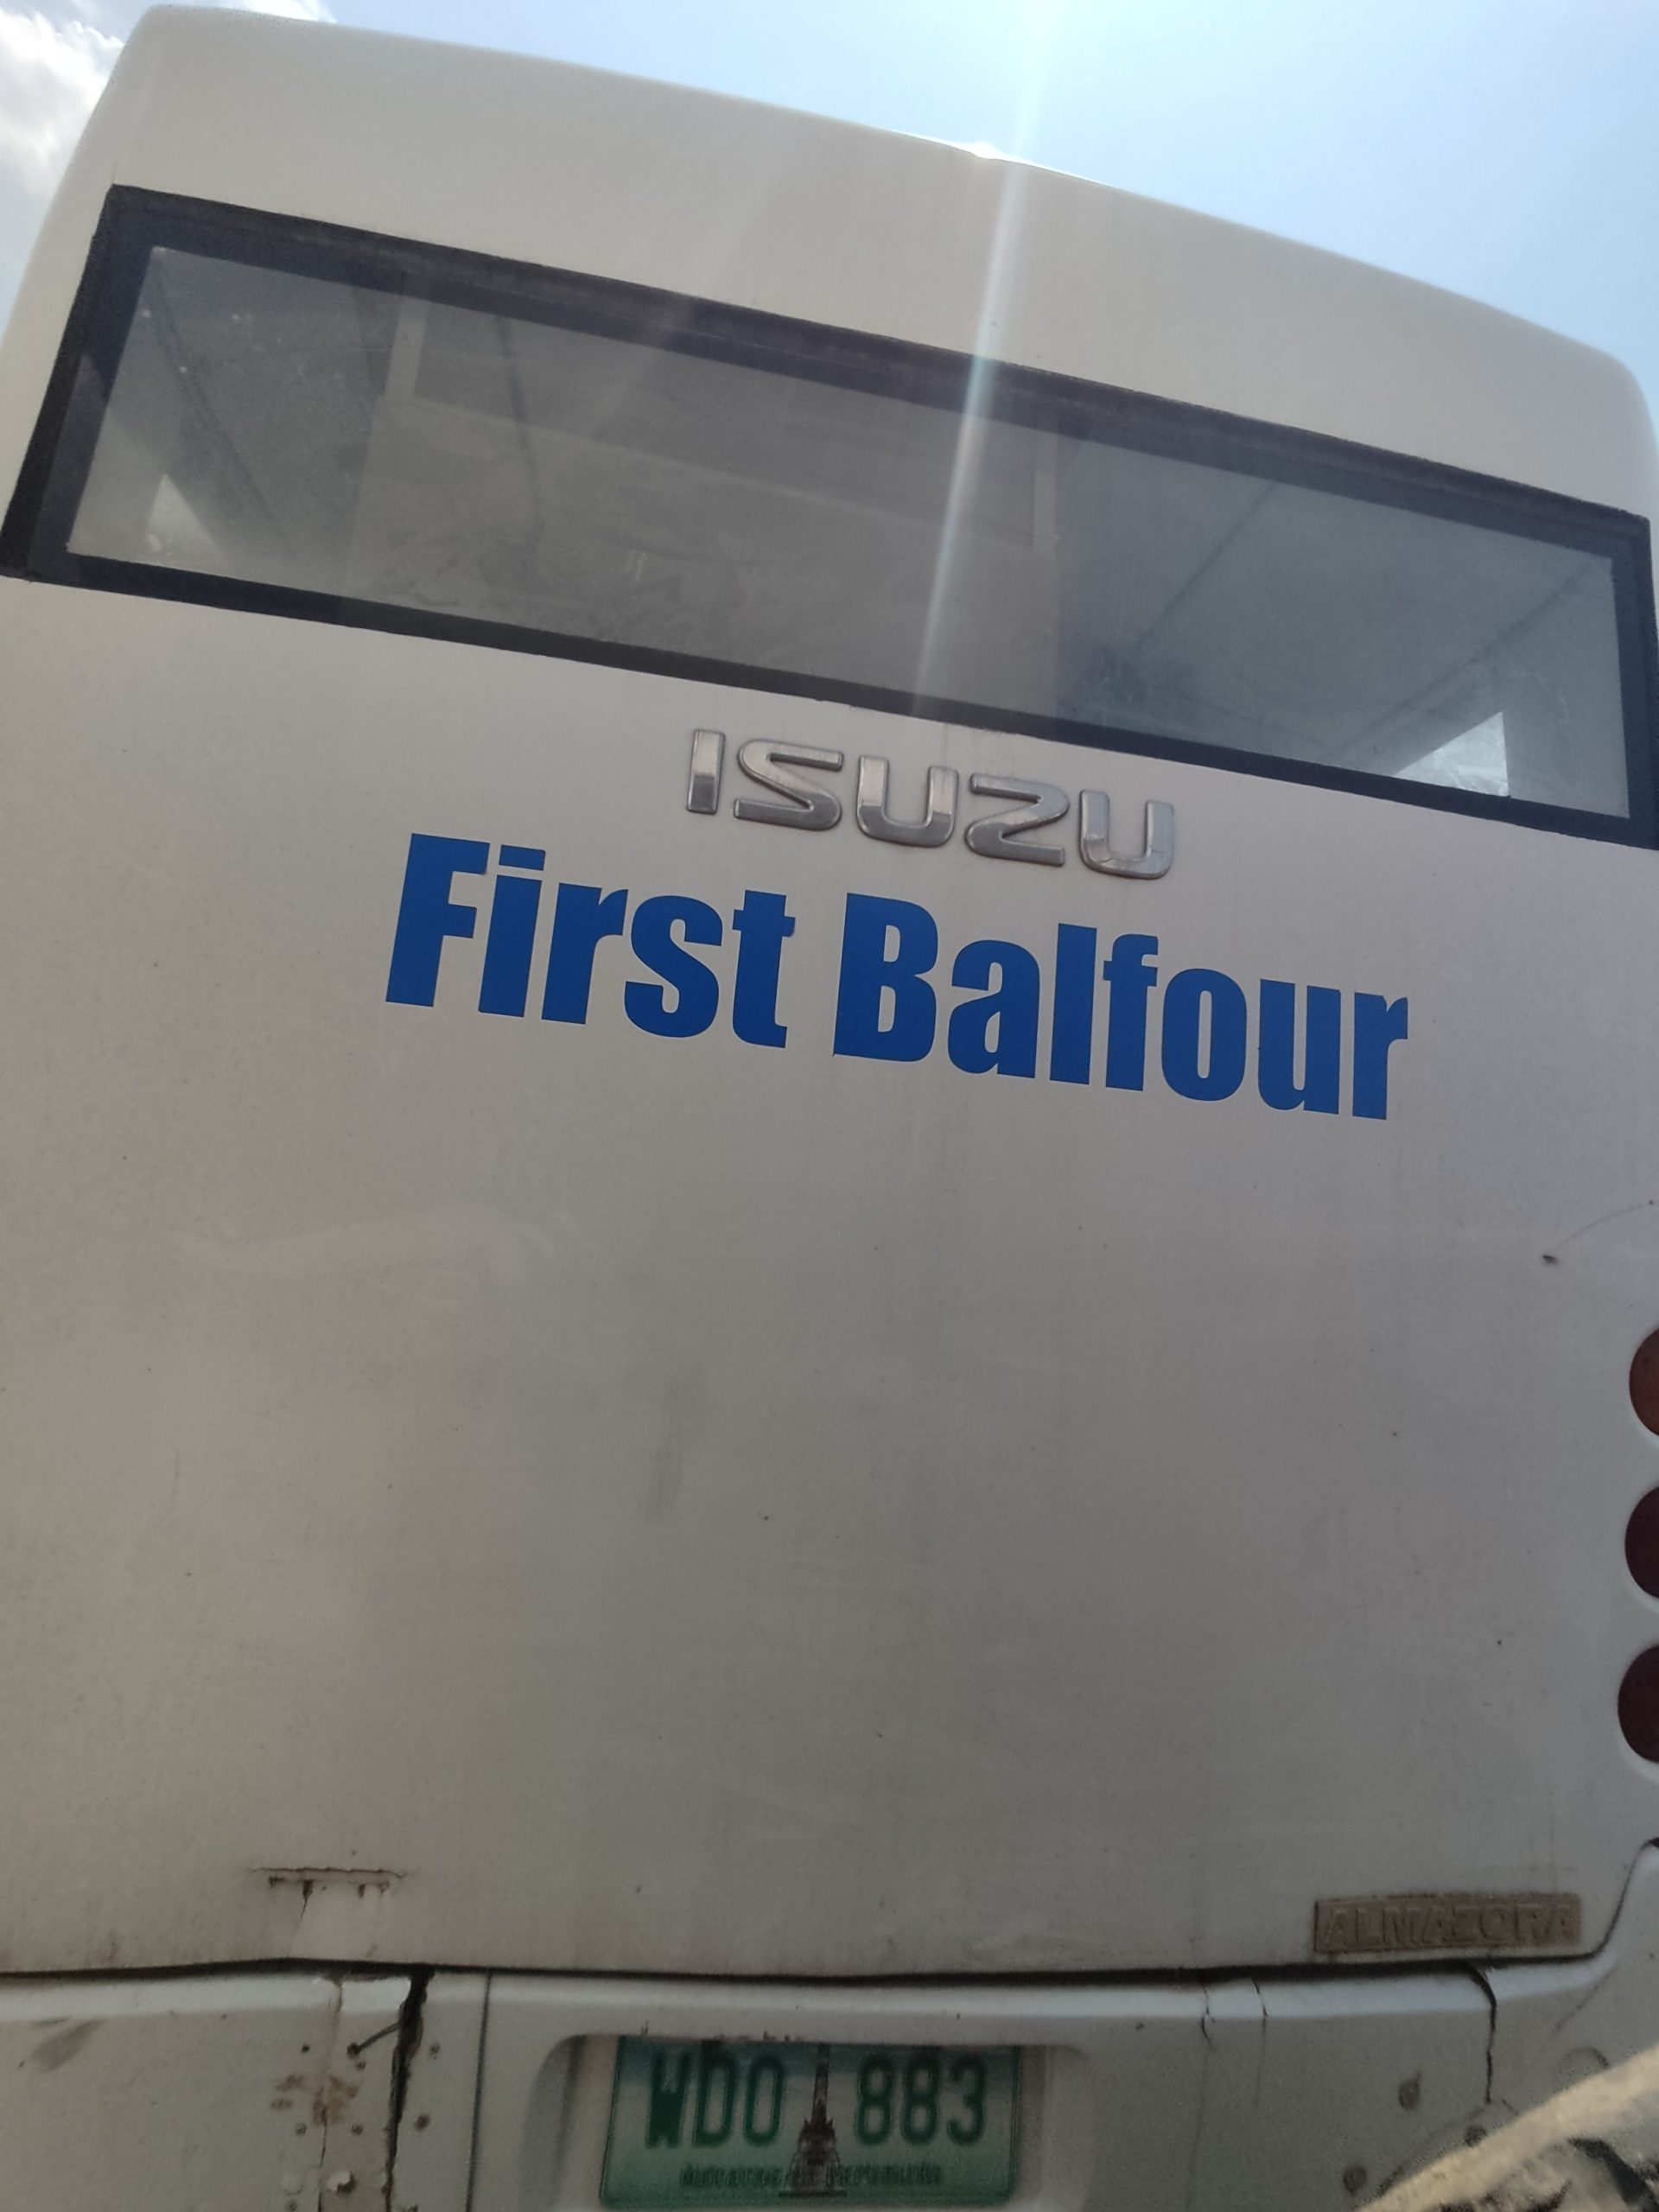 ISUZU
First Balfour
ALMAZORA
WDO 883